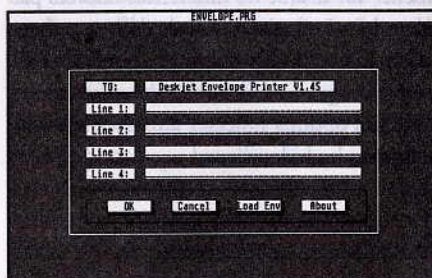 ENVELOPE.PRG
TO: Deskjet Envelope Printer V1.4S
Line 1:
Line 2:
Line 3:
Line 4:
OK Cancel Load Env About